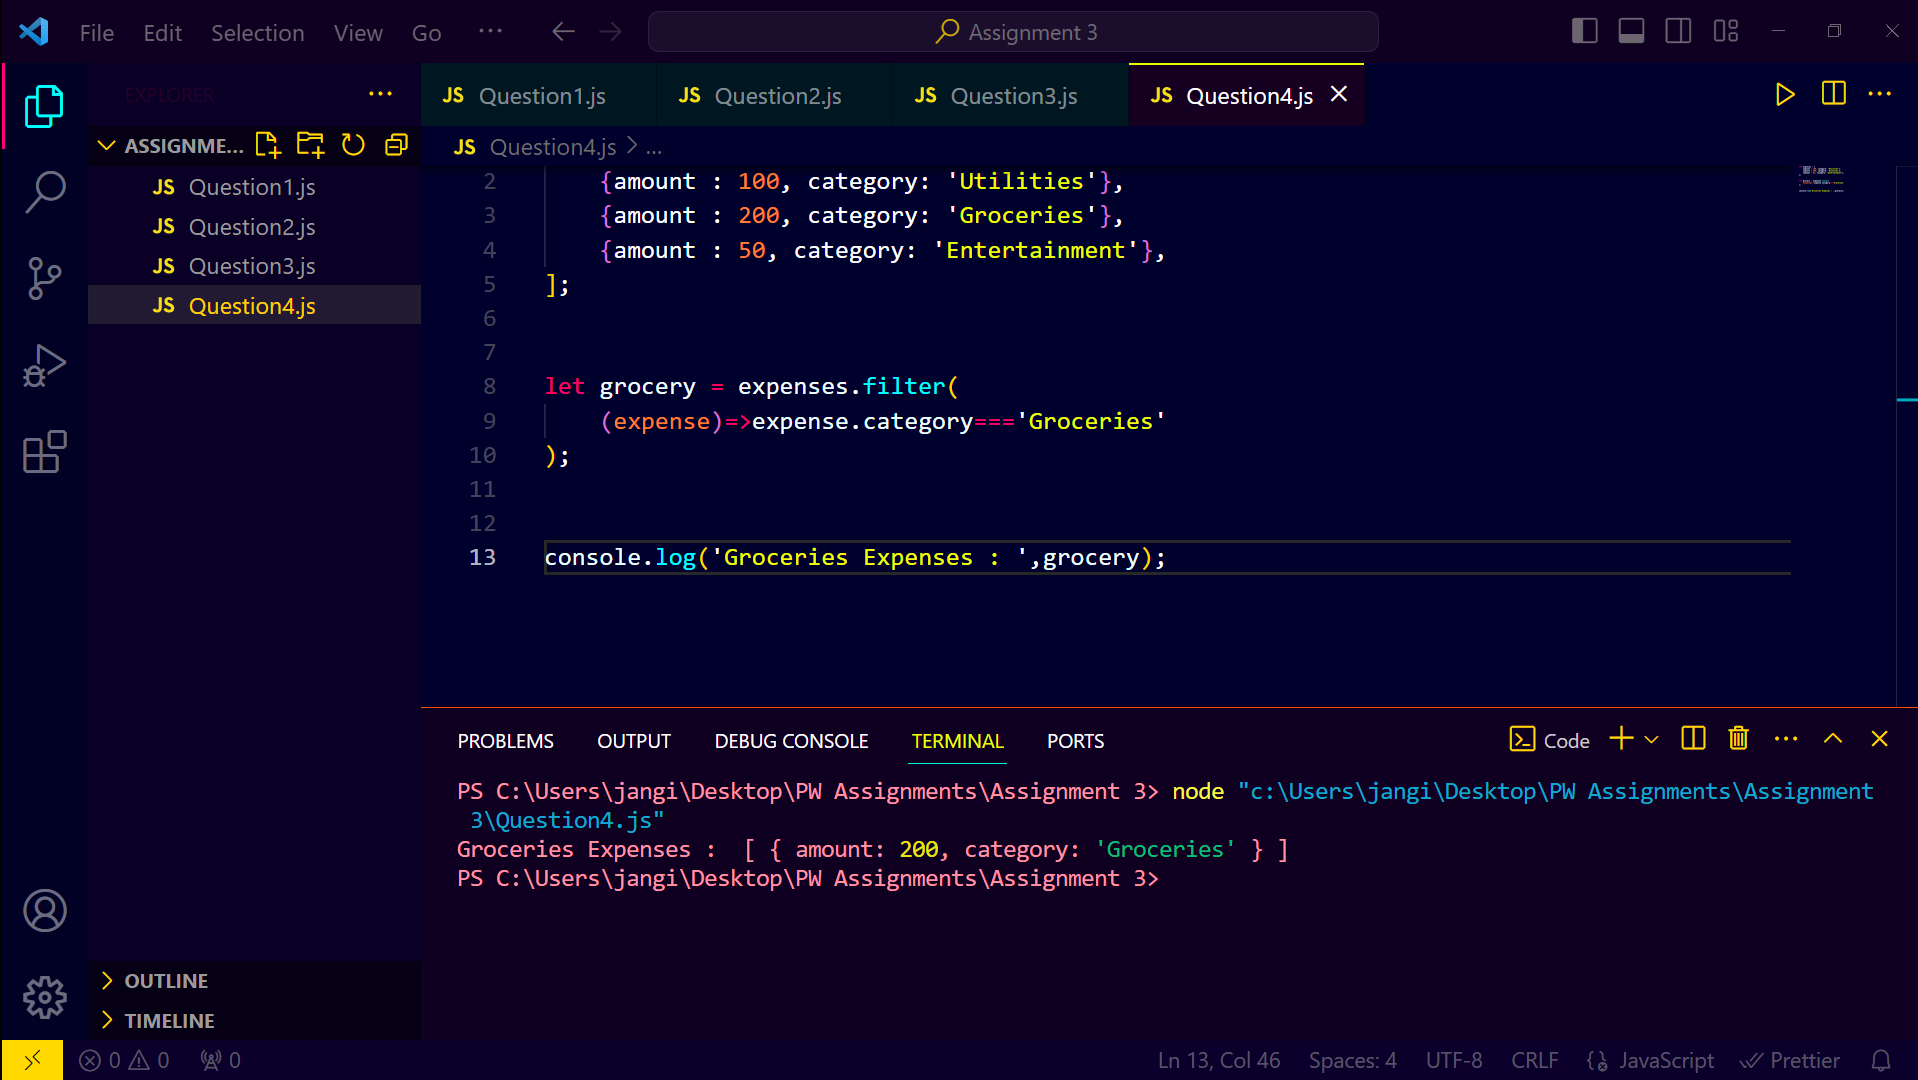 File Edit Selection View Go ... Assignment 3
EXPLORER ...
ASSIGNME...
JS Question1.js
JS Question2.js
JS Question3.js
JS Question4.js
OUTLINE
TIMELINE
JS Question1.js JS Question2.js JS Question3.js JS Question4.js
JS Question4.js > ...
2 {amount : 100, category: 'Utilities'},
3 {amount : 200, category: 'Groceries'},
4 {amount : 50, category: 'Entertainment'},
5 ];
6
7
8 let grocery = expenses.filter(
9 (expense)=>expense.category==='Groceries'
10 );
11
12
13 console.log('Groceries Expenses : ',grocery);
PROBLEMS OUTPUT DEBUG CONSOLE TERMINAL PORTS Code
PS C:\Users\jangi\Desktop\PW Assignments\Assignment 3> node "c:\Users\jangi\Desktop\PW Assignments\Assignment
3\Question4.js"
Groceries Expenses :  [ { amount: 200, category: 'Groceries' } ]
PS C:\Users\jangi\Desktop\PW Assignments\Assignment 3>
0 0 0 Ln 13, Col 46 Spaces: 4 UTF-8 CRLF JavaScript Prettier